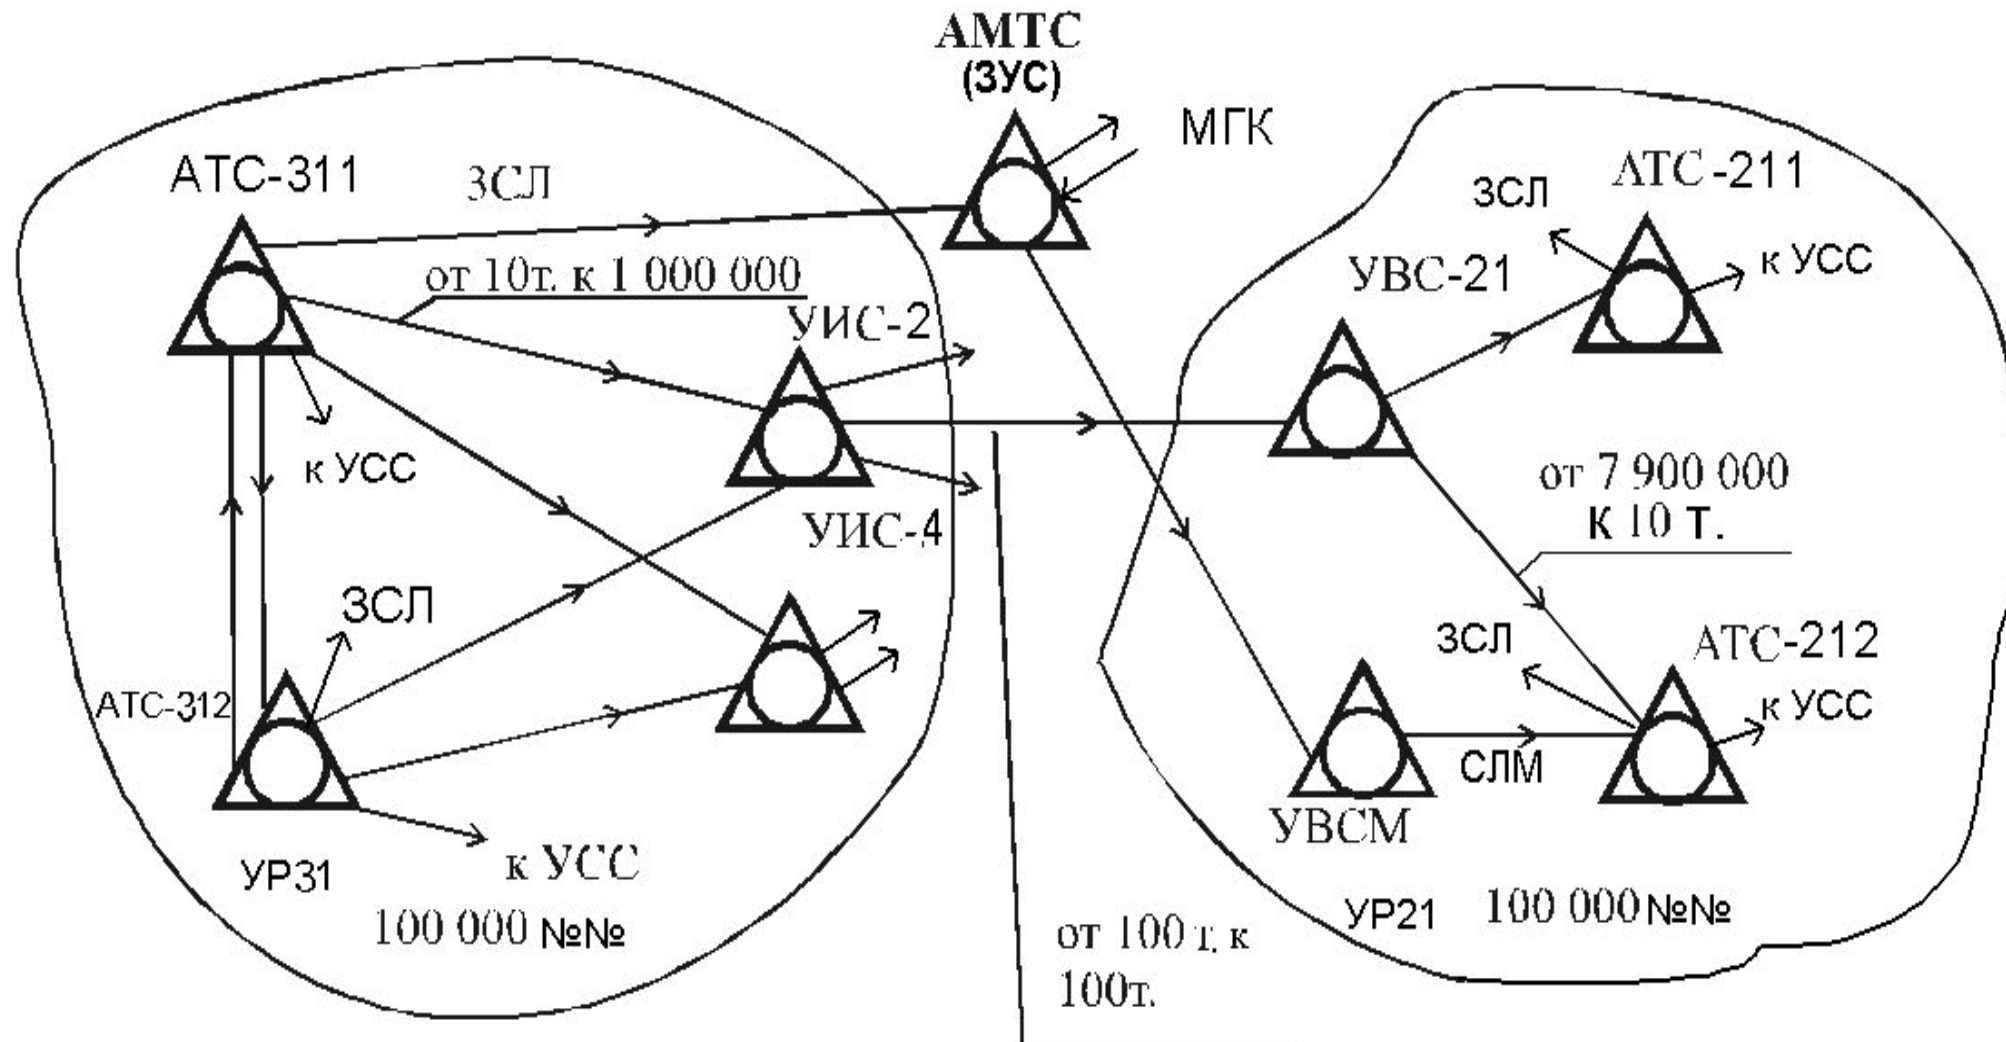 АМТС
(ЗУС)
МГК
АТС-311
ЗСЛ
от 10т. к 1 000 000
УИС-2
к УСС
УИС-4
ЗСЛ
АТС-312
к УСС
УР31
100 000 №№
от 100 т, к
100т.
АТС -211
ЗСЛ
УВС-21
к УСС
от 7 900 000
К 10 Т.
ЗСЛ
АТС-212
к УСС
СЛМ
УВСМ
УР21
100 000 №№